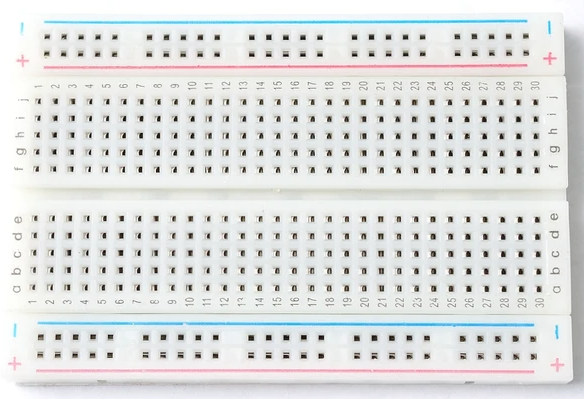 - -
+ +
1 2 3 4 5 6 7 8 9 10 11 12 13 14 15 16 17 18 19 20 21 22 23 24 25 26 27 28 29 30
j j
i i
h h
g g
f f
e e
d d
c c
b b
a a
1 2 3 4 5 6 7 8 9 10 11 12 13 14 15 16 17 18 19 20 21 22 23 24 25 26 27 28 29 30
- -
+ +